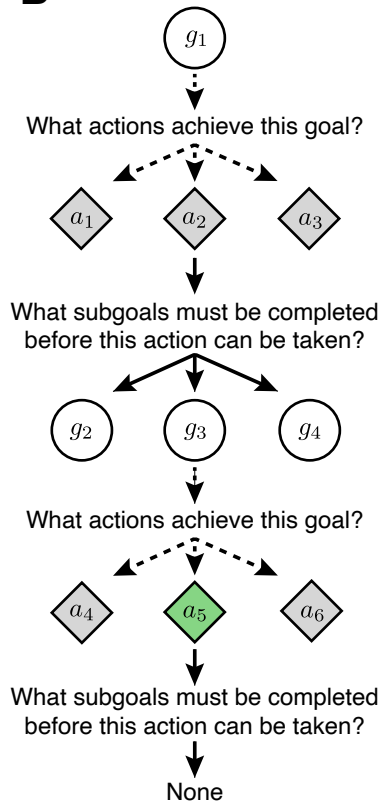 g1
What actions achieve this goal?
a1 a2 a3
What subgoals must be completed
before this action can be taken?
g2 g3 g4
What actions achieve this goal?
a4 a5 a6
What subgoals must be completed
before this action can be taken?
None